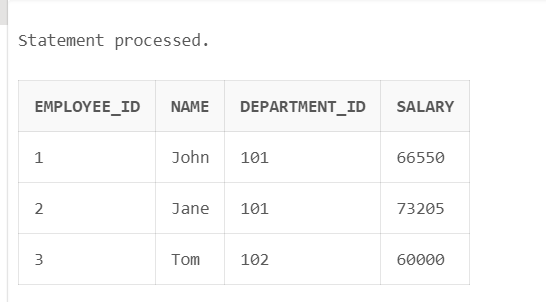 Statement processed.
EMPLOYEE_ID NAME DEPARTMENT_ID SALARY
1 John 101 66550
2 Jane 101 73205
3 Tom 102 60000